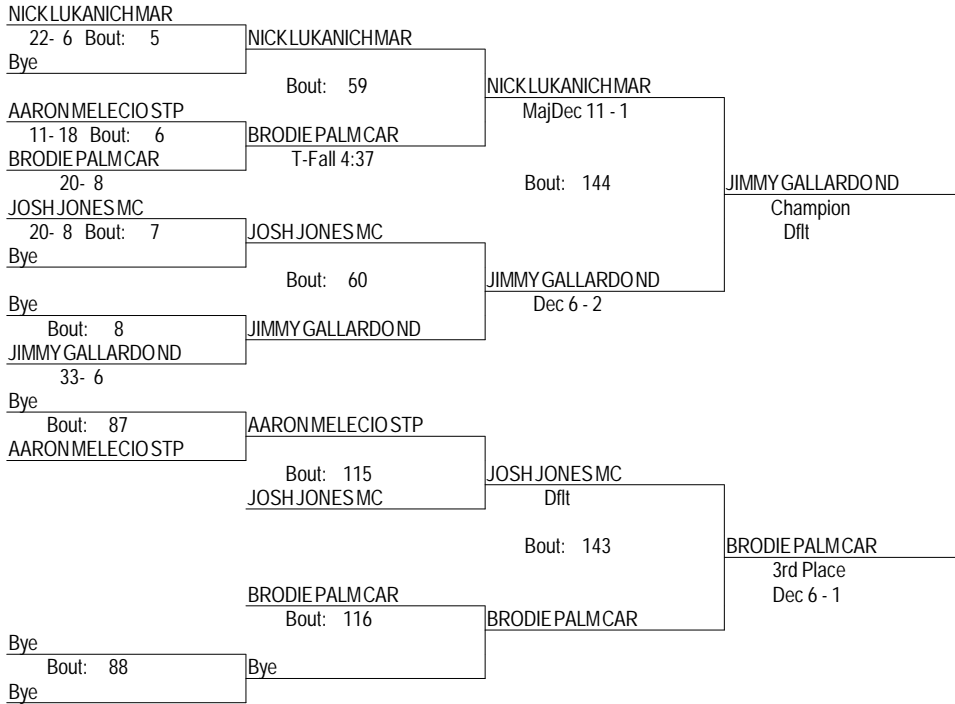 NICK LUKANICH MAR
22- 6 Bout: 5
NICK LUKANICH MAR
Bye
Bout: 59
NICK LUKANICH MAR
AARON MELECIO STP
MajDec 11 - 1
11- 18 Bout: 6
BRODIE PALM CAR
BRODIE PALM CAR
T-Fall 4:37
20- 8
Bout: 144
JIMMY GALLARDO ND
JOSH JONES MC
Champion
20- 8 Bout: 7
JOSH JONES MC
Dflt
Bye
Bout: 60
JIMMY GALLARDO ND
Bye
Dec 6 - 2
Bout: 8
JIMMY GALLARDO ND
JIMMY GALLARDO ND
33- 6
Bye
Bout: 87
AARON MELECIO STP
AARON MELECIO STP
Bout: 115
JOSH JONES MC
JOSH JONES MC
Dflt
Bout: 143
BRODIE PALM CAR
3rd Place
BRODIE PALM CAR
Dec 6 - 1
Bout: 116
BRODIE PALM CAR
Bye
Bout: 88
Bye
Bye